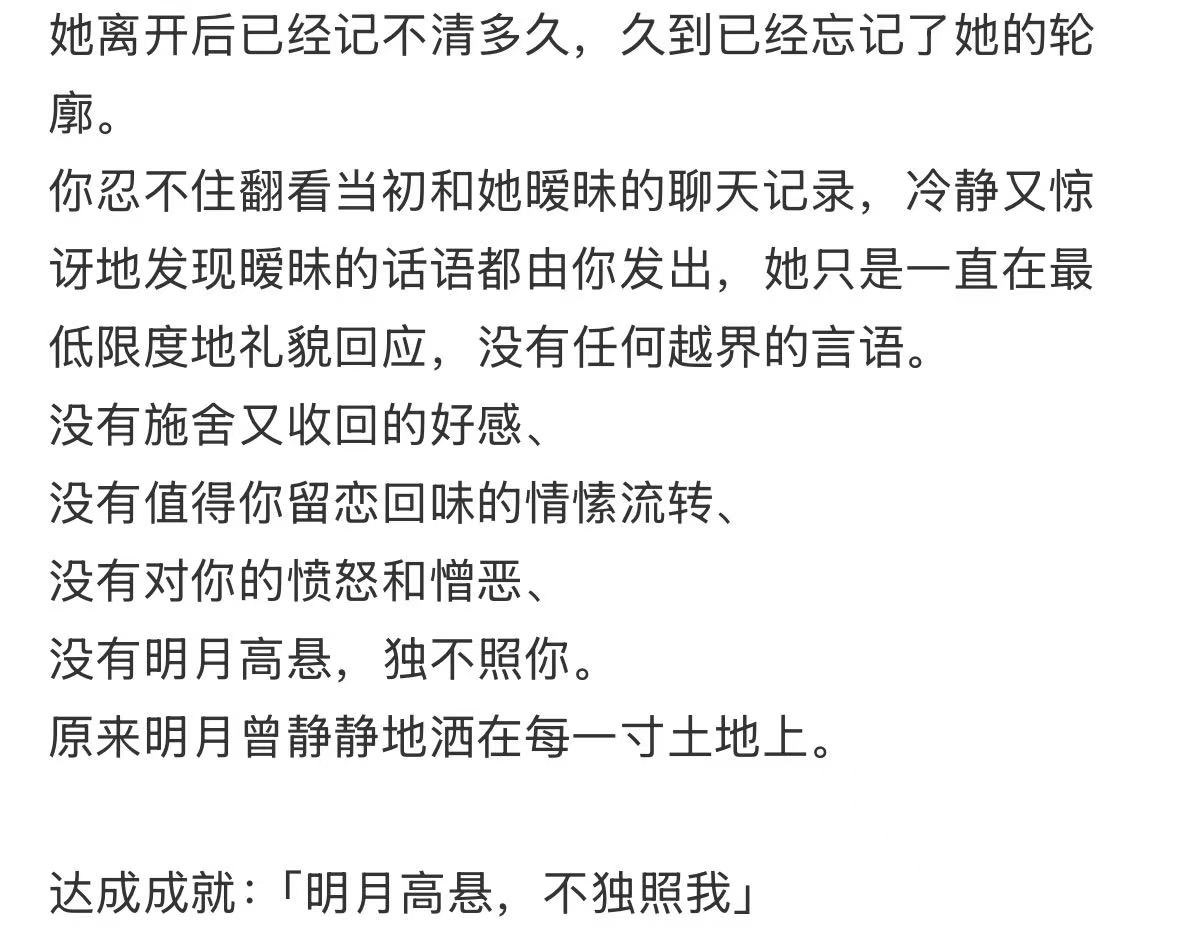 她离开后已经记不清多久，久到已经忘记了她的轮
廓。
你忍不住翻看当初和她暧昧的聊天记录，冷静又惊
讶地发现暧昧的话语都由你发出，她只是一直在最
低限度地礼貌回应，没有任何越界的言语。
没有施舍又收回的好感、
没有值得你留恋回味的情愫流转、
没有对你的愤怒和憎恶、
没有明月高悬，独不照你。
原来明月曾静静地洒在每一寸土地上。
达成成就：「明月高悬，不独照我」